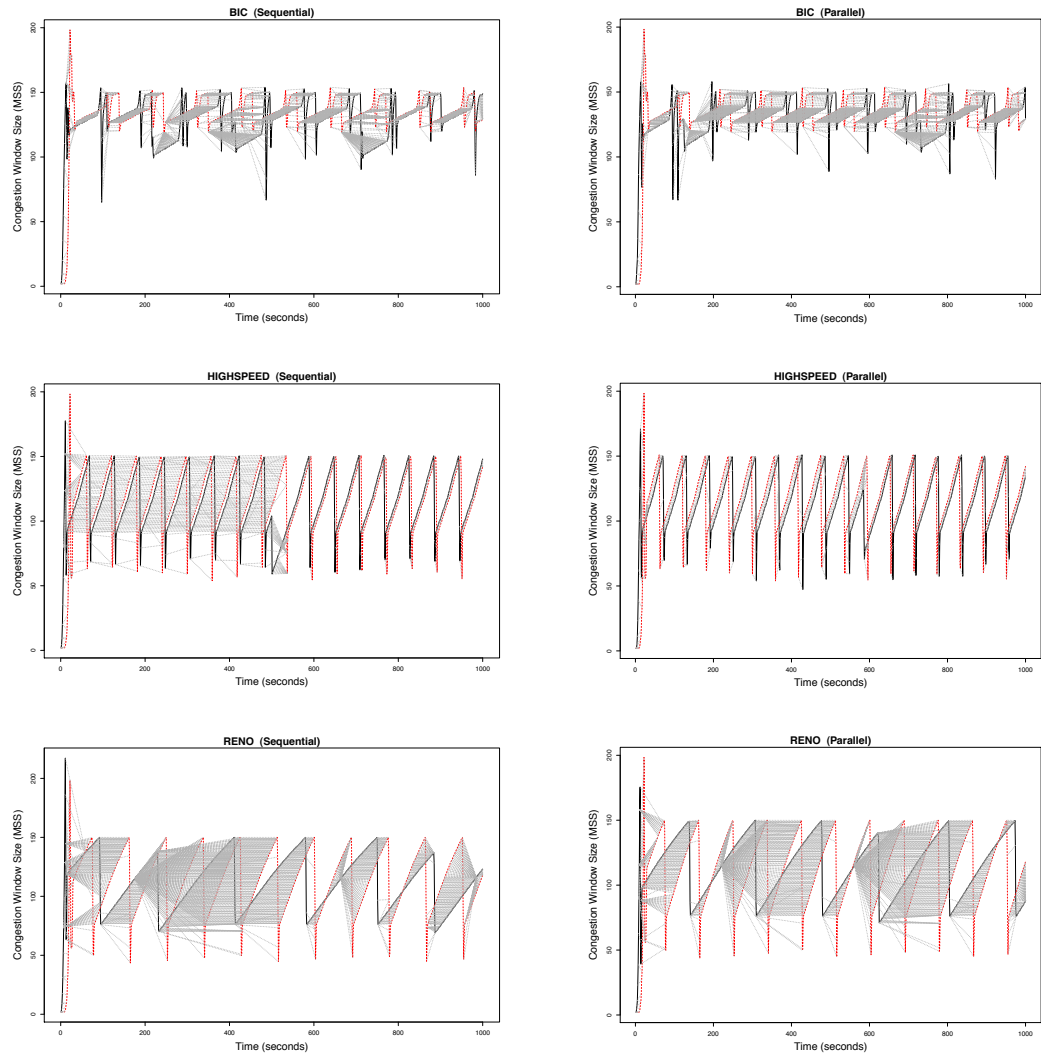 BIC (Sequential)
Congestion Window Size (MSS)
200
150
100
50
0
0 200 400 600 800 1000
Time (seconds)
BIC (Parallel)
Congestion Window Size (MSS)
200
150
100
50
0
0 200 400 600 800 1000
Time (seconds)
HIGHSPEED (Sequential)
Congestion Window Size (MSS)
200
150
100
50
0
0 200 400 600 800 1000
Time (seconds)
HIGHSPEED (Parallel)
Congestion Window Size (MSS)
200
150
100
50
0
0 200 400 600 800 1000
Time (seconds)
RENO (Sequential)
Congestion Window Size (MSS)
200
150
100
50
0
0 200 400 600 800 1000
Time (seconds)
RENO (Parallel)
Congestion Window Size (MSS)
200
150
100
50
0
0 200 400 600 800 1000
Time (seconds)